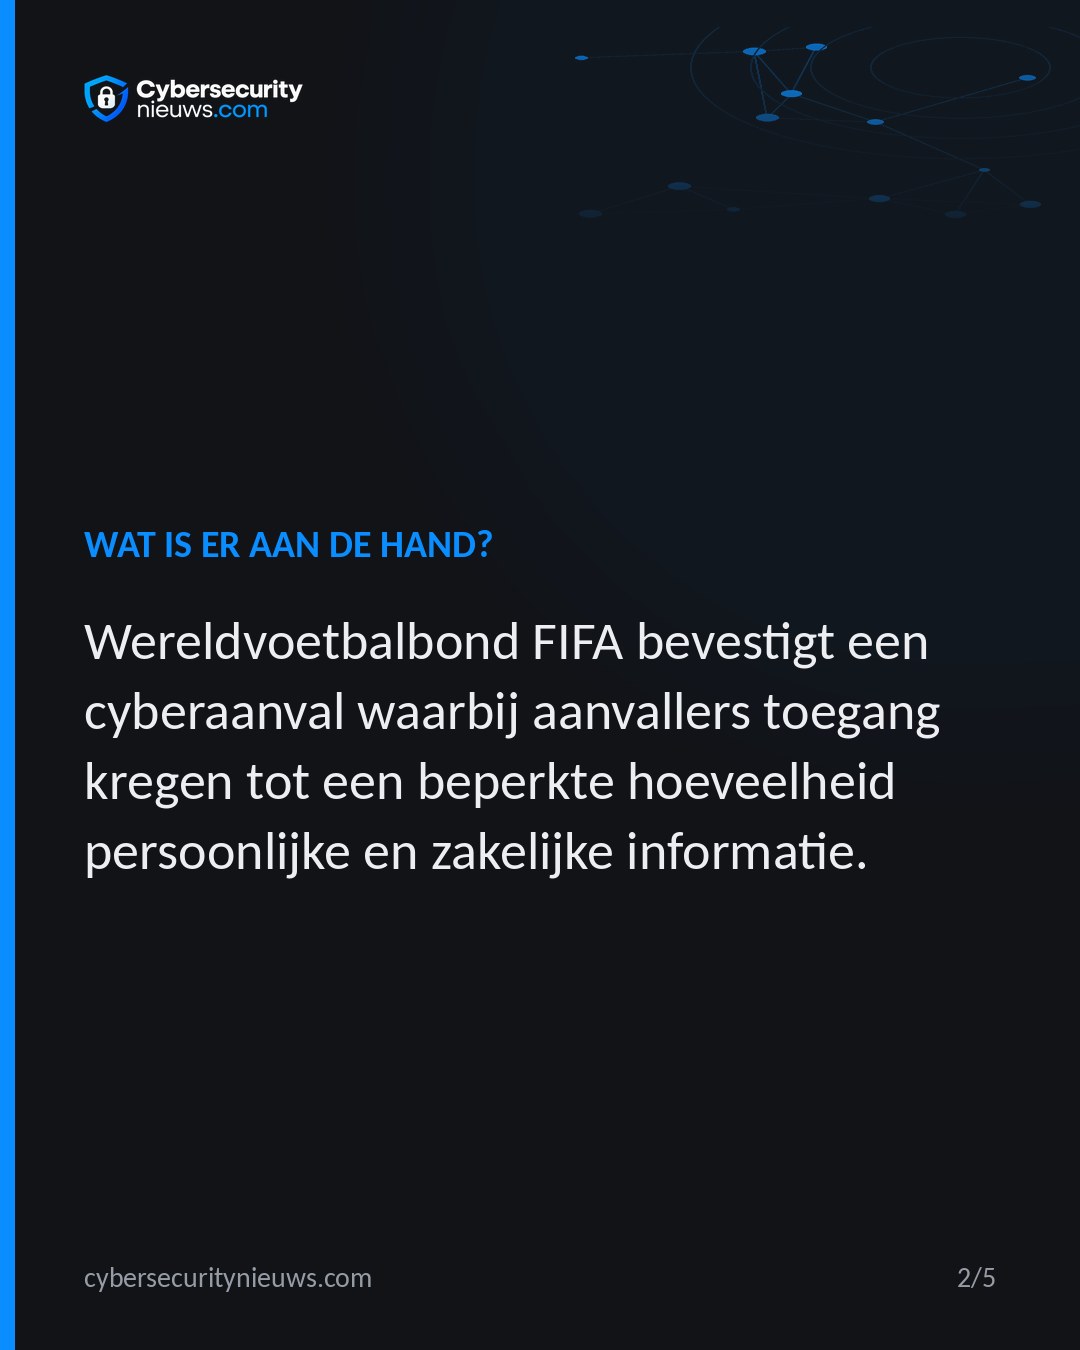 Cybersecurity
nieuws.com
WAT IS ER AAN DE HAND?
Wereldvoetbalbond FIFA bevestigt een
cyberaanval waarbij aanvallers toegang
kregen tot een beperkte hoeveelheid
persoonlijke en zakelijke informatie.
cybersecuritynieuws.com
2/5